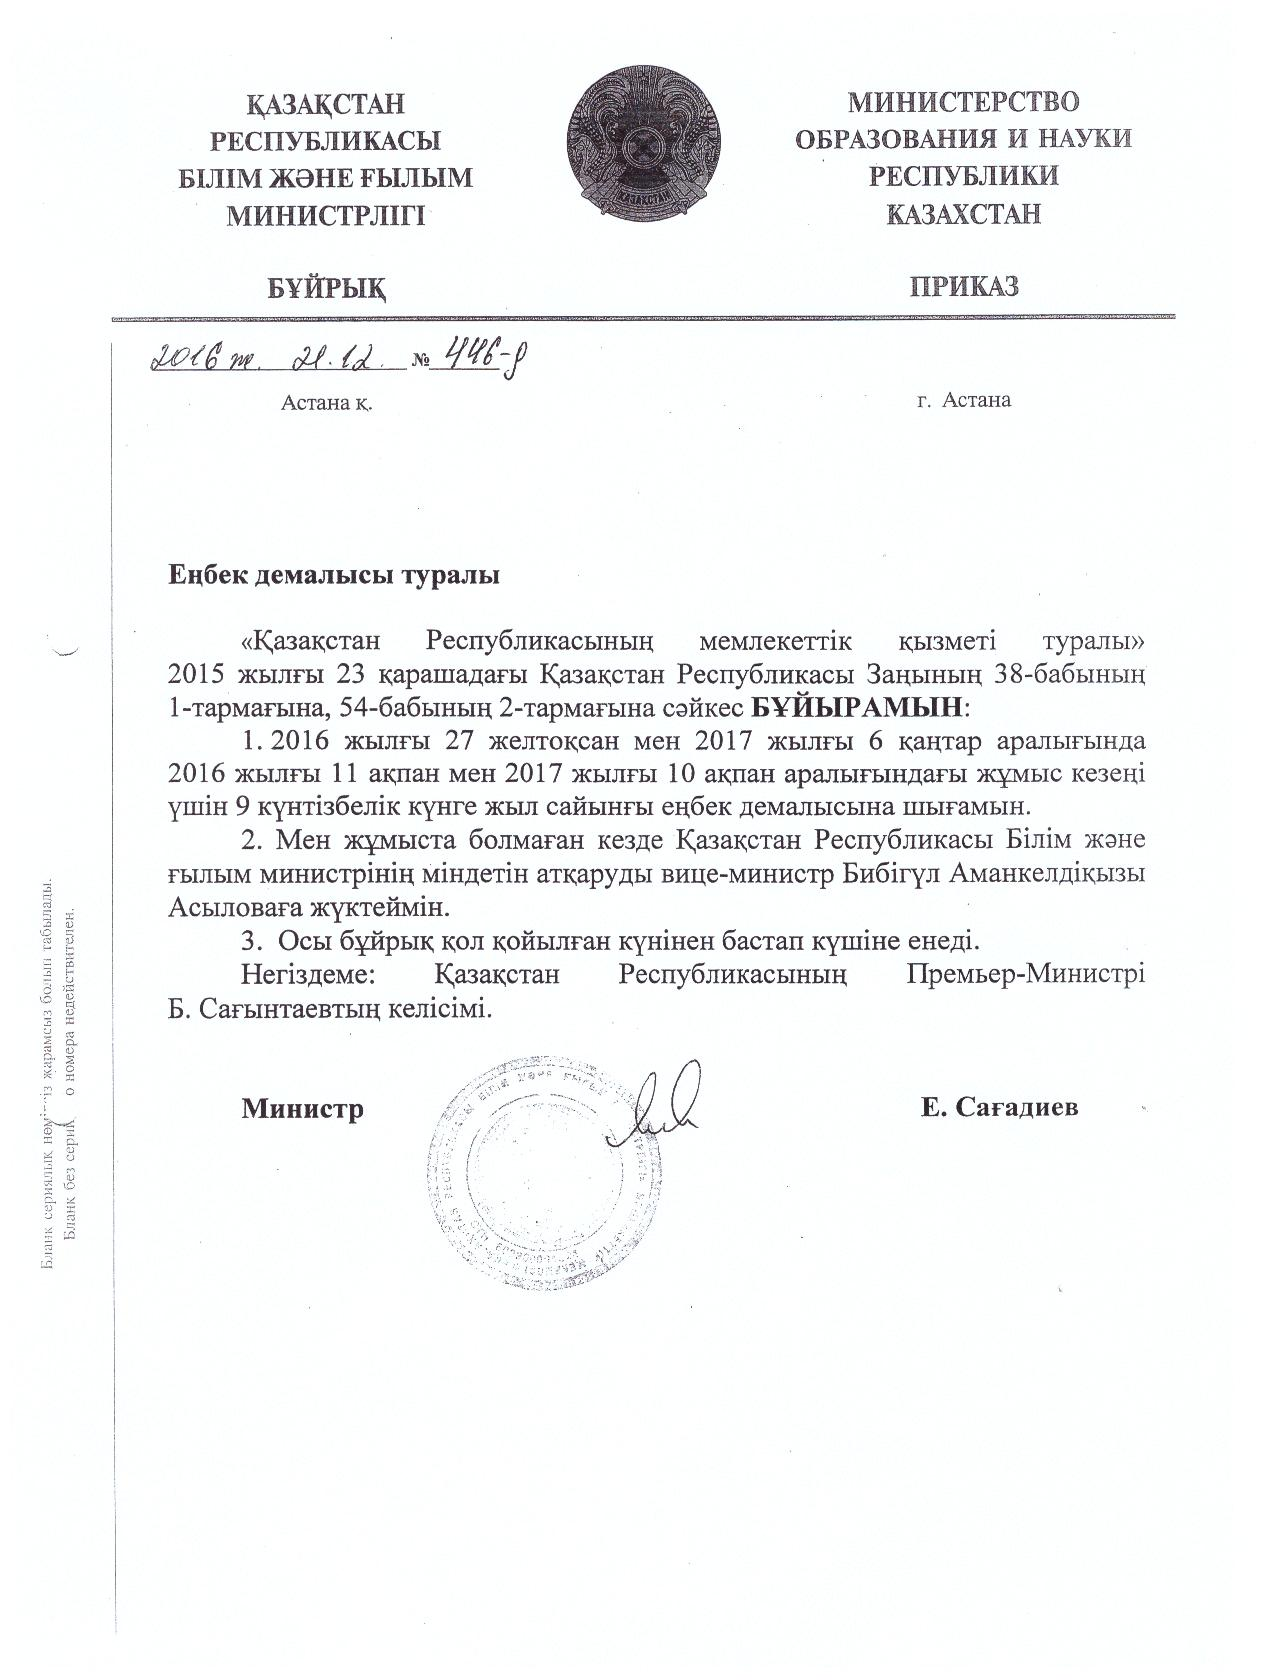 ҚАЗАҚСТАН
РЕСПУБЛИКАСЫ
БІЛІМ ЖӘНЕ ҒЫЛЫМ
МИНИСТРЛІГІ
БҰЙРЫҚ
ҚАЗАҚСТАН
МИНИСТЕРСТВО
ОБРАЗОВАНИЯ И НАУКИ
РЕСПУБЛИКИ
КАЗАХСТАН
ПРИКАЗ
2016 ж. 21.12. № 446-ж
Астана қ.
г. Астана
Еңбек демалысы туралы
«Қазақстан Республикасының мемлекеттік қызметі туралы»
2015 жылғы 23 қарашадағы Қазақстан Республикасы Заңының 38-бабының
1-тармағына, 54-бабының 2-тармағына сәйкес БҰЙЫРАМЫН:
1. 2016 жылғы 27 желтоқсан мен 2017 жылғы 6 қаңтар аралығында
2016 жылғы 11 ақпан мен 2017 жылғы 10 ақпан аралығындағы жұмыс кезеңі
үшін 9 күнтізбелік күнге жыл сайынғы еңбек демалысына шығамын.
2. Мен жұмыста болмаған кезде Қазақстан Республикасы Білім және
ғылым министрінің міндетін атқаруды вице-министр Бибігүл Аманкелдіқызы
Асыловаға жүктеймін.
3. Осы бұйрық қол қойылған күнінен бастап күшіне енеді.
Негіздеме: Қазақстан Республикасының Премьер-Министрі
Б. Сағынтаевтың келісімі.
Министр
Е. Сағадиев
Бланк сериялық жарамсыз болып табылады.
Бланк без номера недействителен.